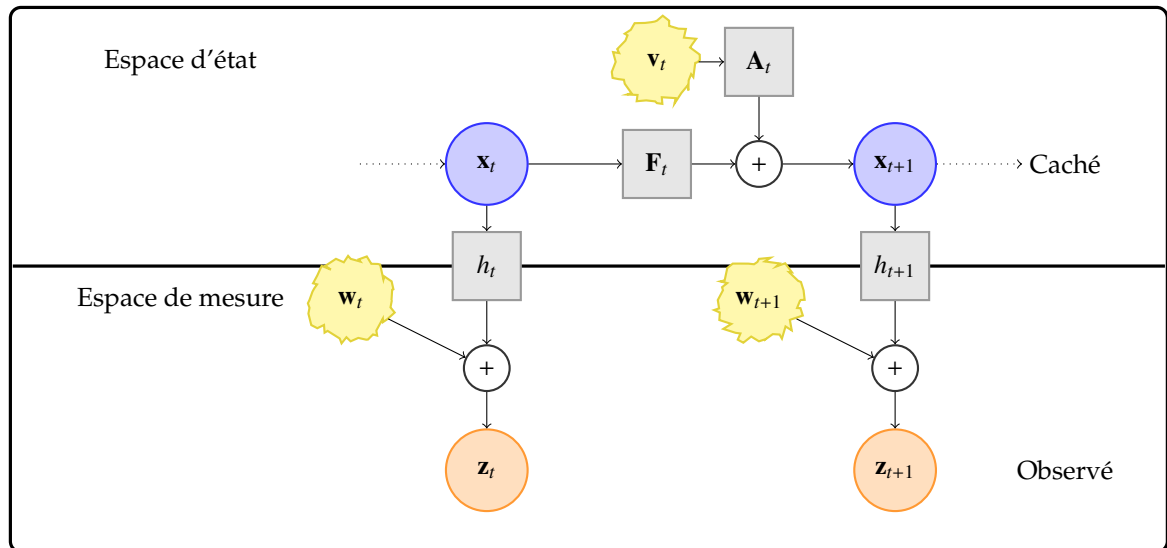 Espace d'état
v_t
A_t
x_t
F_t
+
x_{t+1}
Caché
h_t
h_{t+1}
Espace de mesure
w_t
w_{t+1}
+
+
z_t
z_{t+1}
Observé